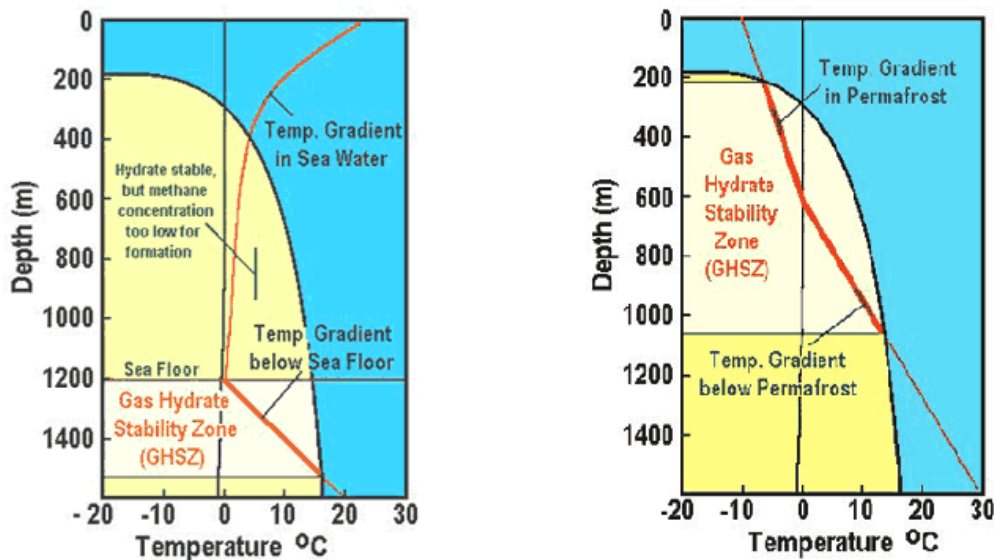 0
200
400
600
800
1000
1200
1400
Depth (m)
Temp. Gradient
in Sea Water
Hydrate stable,
but methane
concentration
too low for
formation
Temp. Gradient
below Sea Floor
Sea Floor
Gas Hydrate
Stability Zone
(GHSZ)
- 20 -10 0 10 20 30
Temperature ºC
0
200
400
600
800
1000
1200
1400
Depth (m)
Temp. Gradient
in Permafrost
Gas
Hydrate
Stability
Zone
(GHSZ)
Temp. Gradient
below Permafrost
-20 -10 0 10 20 30
Temperature ºC